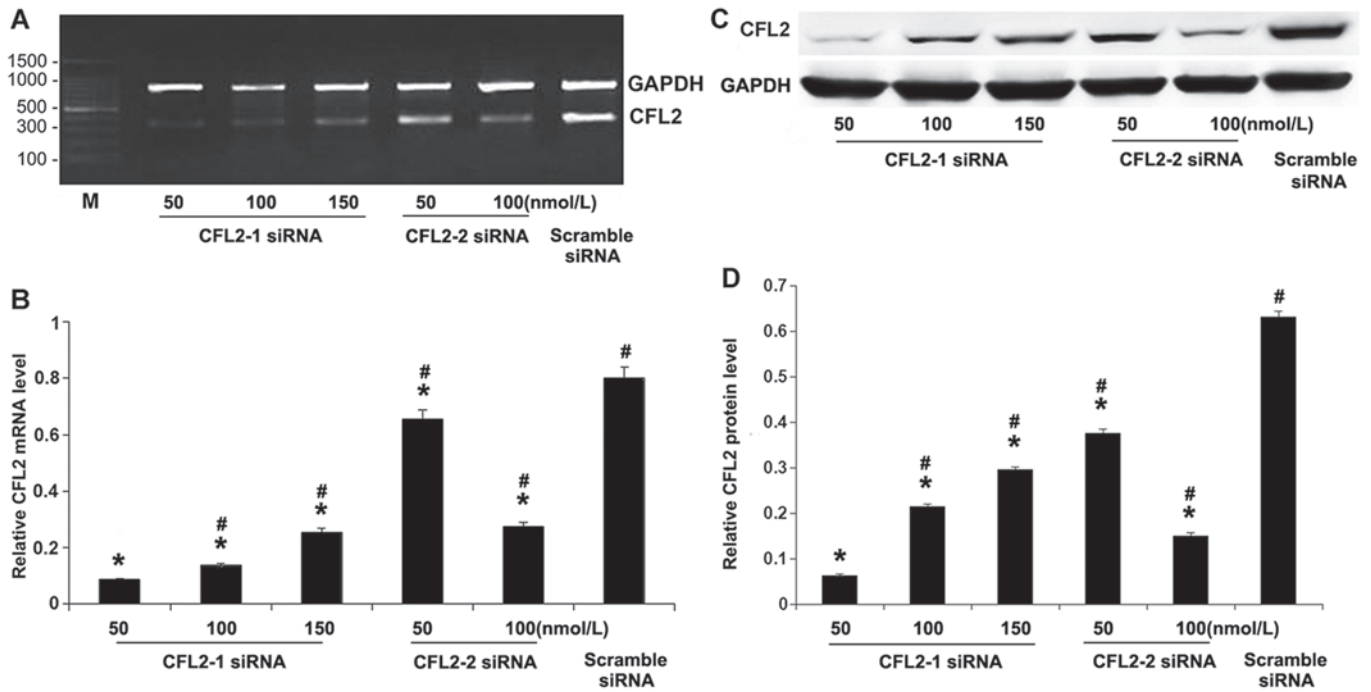 A
1500 -
1000 -
500 -
300 -
100 -
GAPDH
CFL2
M
50 100 150 50 100(nmol/L)
CFL2-1 siRNA CFL2-2 siRNA Scramble
siRNA
B
Relative CFL2 mRNA level
1
0.8
0.6
0.4
0.2
0
*
#
*
#
*
#
*
#
*
#
50 100 150 50 100(nmol/L)
CFL2-1 siRNA CFL2-2 siRNA Scramble
siRNA
C
CFL2
GAPDH
50 100 150 50 100(nmol/L)
CFL2-1 siRNA CFL2-2 siRNA Scramble
siRNA
D
Relative CFL2 protein level
0.7
0.6
0.5
0.4
0.3
0.2
0.1
0
*
#
*
#
*
#
*
#
*
#
50 100 150 50 100(nmol/L)
CFL2-1 siRNA CFL2-2 siRNA Scramble
siRNA